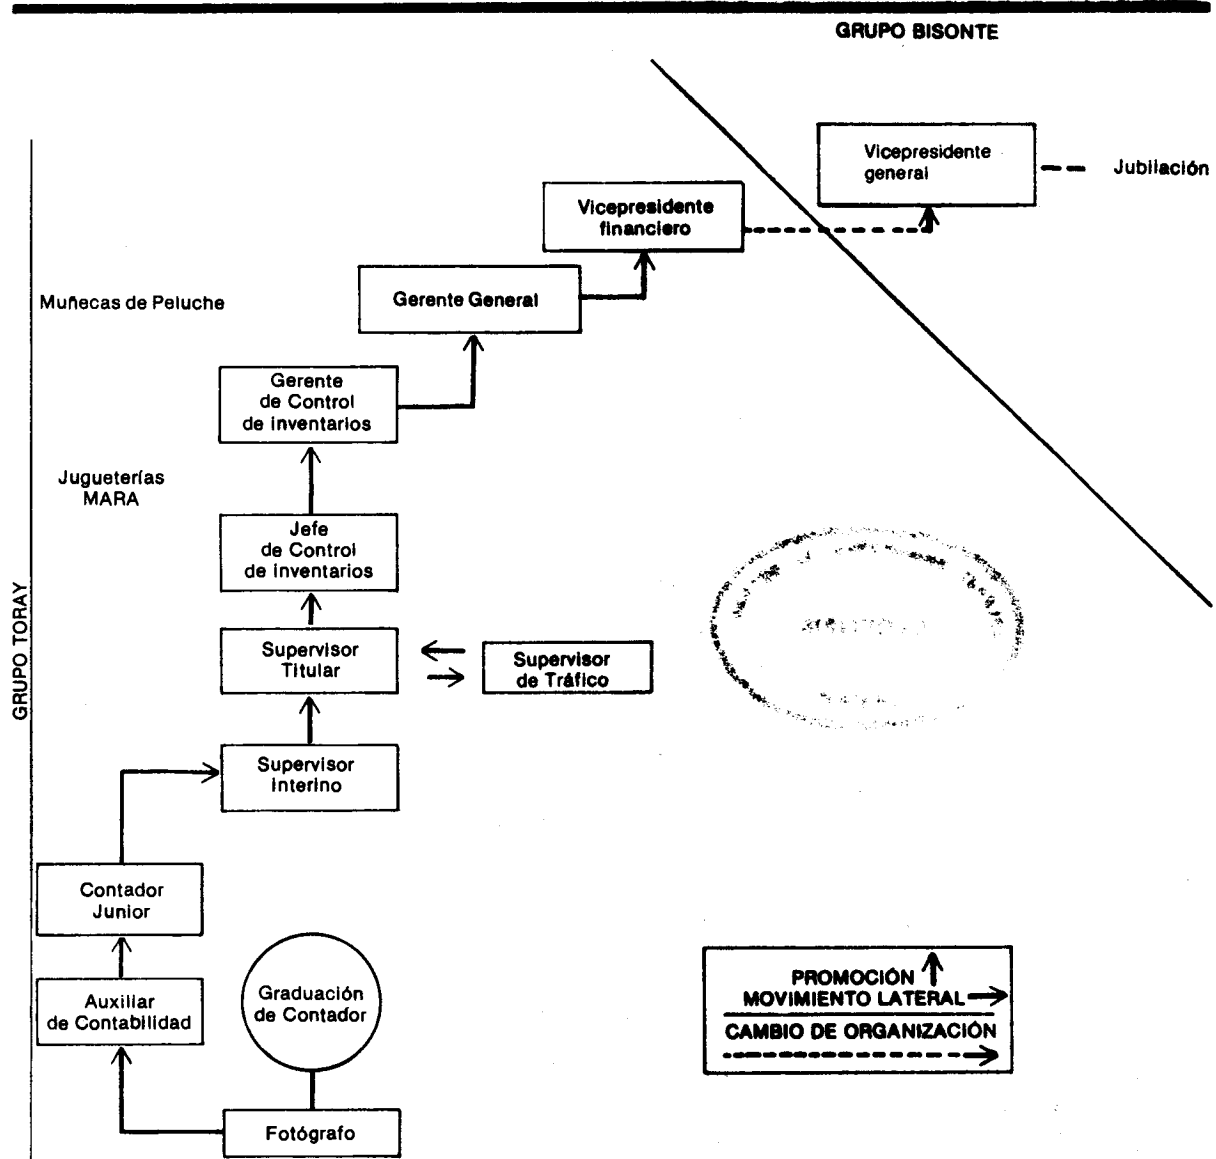 GRUPO BISONTE
Vicepresidente
general
Jubilación
Vicepresidente
financiero
Muñecas de Peluche
Gerente General
Gerente
de Control
de inventarios
Juguterías
MARA
Jefe
de Control
de inventarios
GRUPO TORAY
Supervisor
Titular
Supervisor
de Tráfico
Supervisor
Interino
Contador
Junior
Auxiliar
de Contabilidad
Graduación
de Contador
Fotógrafo
PROMOCIÓN
MOVIMIENTO LATERAL
CAMBIO DE ORGANIZACIÓN